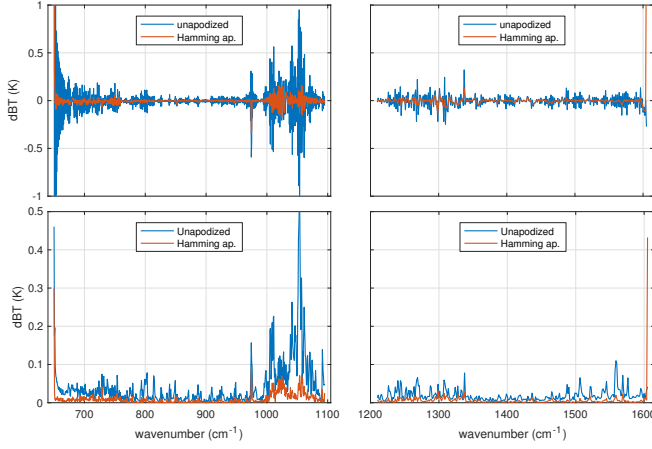 1
0.5
0
-0.5
-1
dBT (K)
unapodized
Hamming ap.
unapodized
Hamming ap.
0.5
0.4
0.3
0.2
0.1
0
dBT (K)
Unapodized
Hamming ap.
Unapodized
Hamming ap.
700 800 900 1000 1100
1200 1300 1400 1500 1600
wavenumber (cm-1)
wavenumber (cm-1)